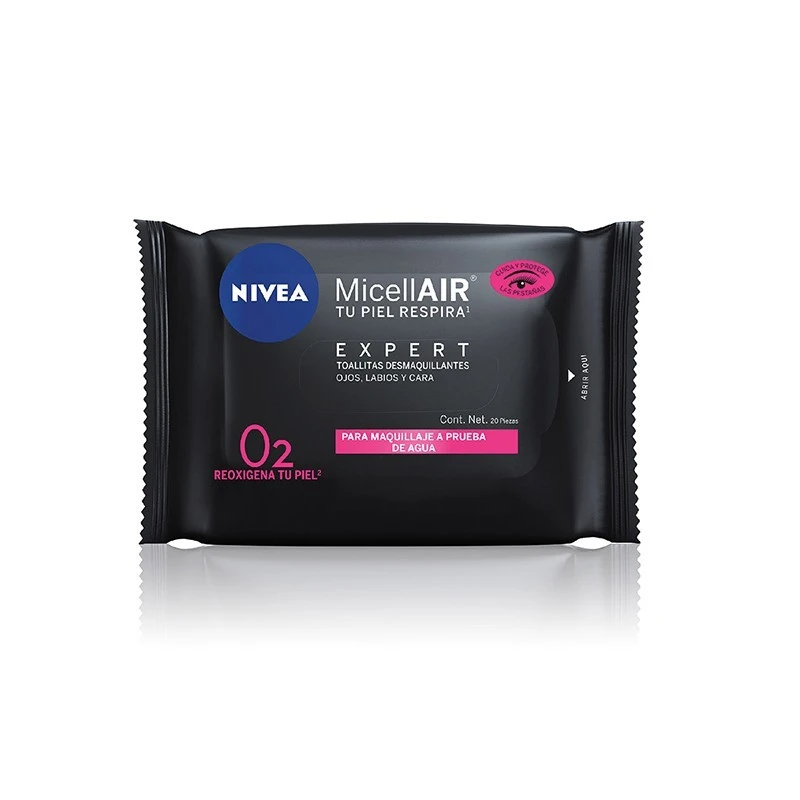 NIVEA
MicellAIR®
TU PIEL RESPIRA¹
CUIDA Y PROTEGE
LAS PESTAÑAS
EXPERT
TOALLITAS DESMAQUILLANTES
OJOS, LABIOS Y CARA
ABRIR AQUÍ
Cont. Net. 20 Piezas
PARA MAQUILLAJE A PRUEBA
DE AGUA
O2
REOXIGENA TU PIEL²